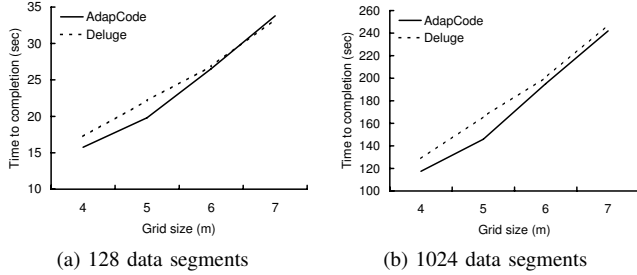 35
30
25
20
15
10
Time to completion (sec)
AdapCode
Deluge
4 5 6 7
Grid size (m)
(a) 128 data segments
260
240
220
200
180
160
140
120
100
Time to completion (sec)
AdapCode
Deluge
4 5 6 7
Grid size (m)
(b) 1024 data segments